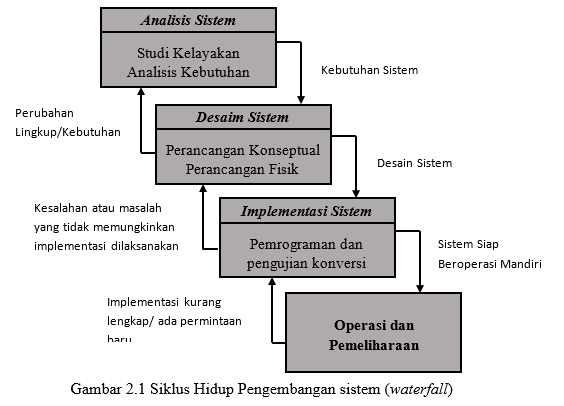 Analisis Sistem
Studi Kelayakan
Analisis Kebutuhan
Kebutuhan Sistem
Perubahan
Lingkup/Kebutuhan
Desaim Sistem
Perancangan Konseptual
Perancangan Fisik
Desain Sistem
Kesalahan atau masalah
yang tidak memungkinkan
implementasi dilaksanakan
Implementasi Sistem
Pemrograman dan
pengujian konversi
Sistem Siap
Beroperasi Mandiri
Implementasi kurang
lengkap/ ada permintaan
baru
Operasi dan
Pemeliharaan
Gambar 2.1 Siklus Hidup Pengembangan sistem (waterfall)